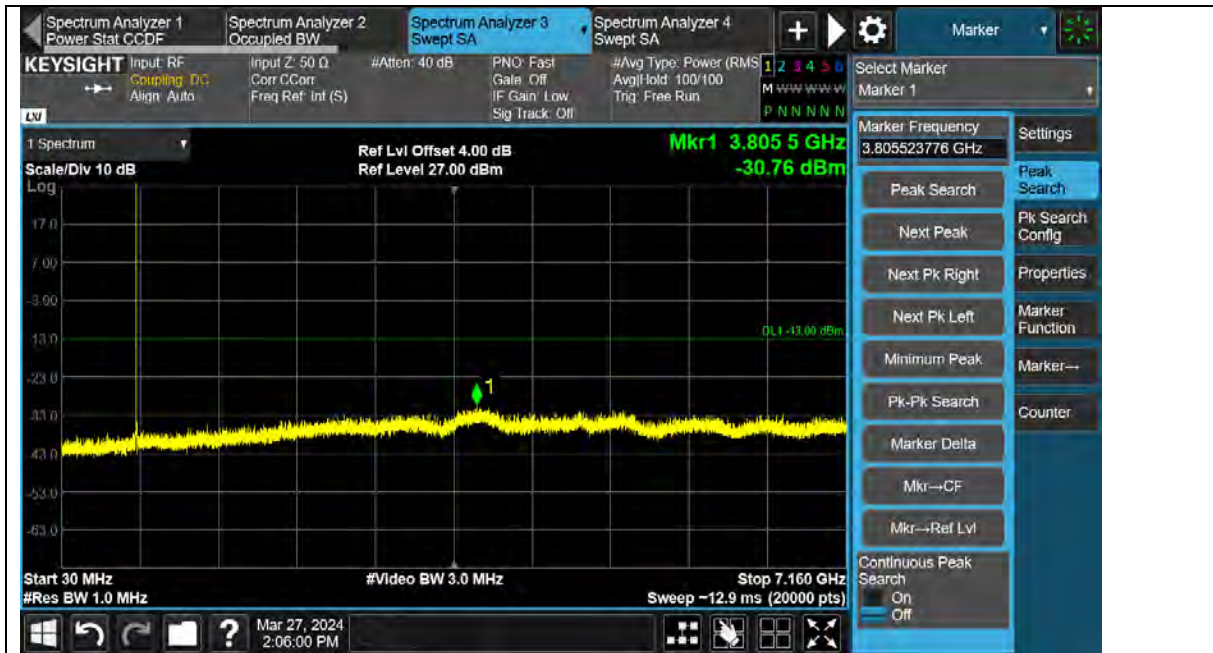 Spectrum Analyzer 1
Power Stat CCDF
Spectrum Analyzer 2
Occupied BW
Spectrum Analyzer 3
Swept SA
Spectrum Analyzer 4
Swept SA
+
Marker
KEYSIGHT
Input: RF
Coupling: DC
Align: Auto
Input Z: 50 Ω
Corr CCorr
Freq Ref: Int (S)
#Atten: 40 dB
PNO: Fast
Gate: Off
IF Gain: Low
Sig Track: Off
#Avg Type: Power (RMS
Avg|Hold: 100/100
Trig: Free Run
1 2 3 4 5 6
M W W W W W
P N N N N N
LXI
Select Marker
Marker 1
1 Spectrum
Scale/Div 10 dB
Log
Ref Lvl Offset 4.00 dB
Ref Level 27.00 dBm
Mkr1 3.805 5 GHz
-30.76 dBm
17.0
7.00
-3.00
-13.0
-23.0
-33.0
-43.0
-53.0
-63.0
DL1 -13.00 dBm
1
Start 30 MHz
#Res BW 1.0 MHz
#Video BW 3.0 MHz
Stop 7.160 GHz
Sweep ~12.9 ms (20000 pts)
Marker Frequency
3.805523776 GHz
Peak Search
Next Peak
Next Pk Right
Next Pk Left
Minimum Peak
Pk-Pk Search
Marker Delta
Mkr→CF
Mkr→Ref Lvl
Continuous Peak
Search
On
Off
Settings
Peak
Search
Pk Search
Config
Properties
Marker
Function
Marker→
Counter
?
Mar 27, 2024
2:06:00 PM